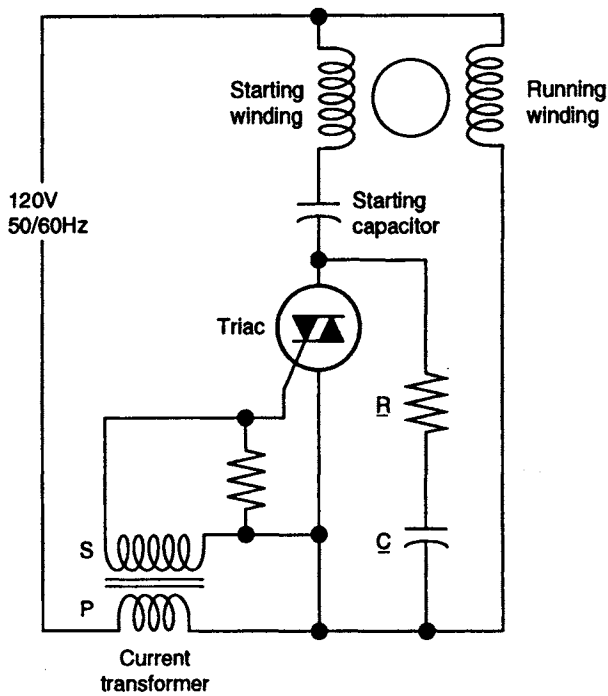 Starting
winding
Running
winding
120V
50/60Hz
Starting
capacitor
Triac
R
C
S
P
Current
transformer